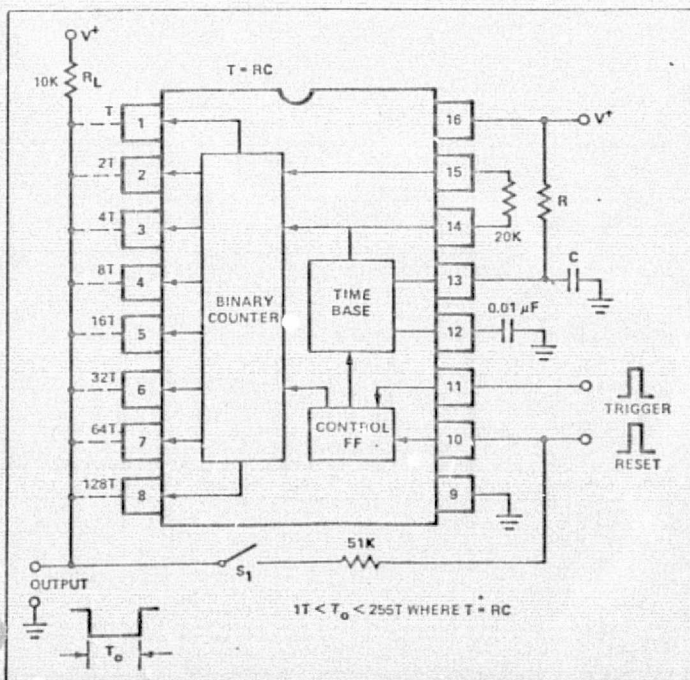 V+
10K RL
T = RC
T 1
2T 2
4T 3
8T 4
16T 5
32T 6
64T 7
128T 8
BINARY COUNTER
TIME BASE
CONTROL FF
16 V+
15
14
20K
R
13 C
12 0.01 µF
11 TRIGGER
10 RESET
9
51K
S1
OUTPUT
To
1T < To < 255T WHERE T = RC